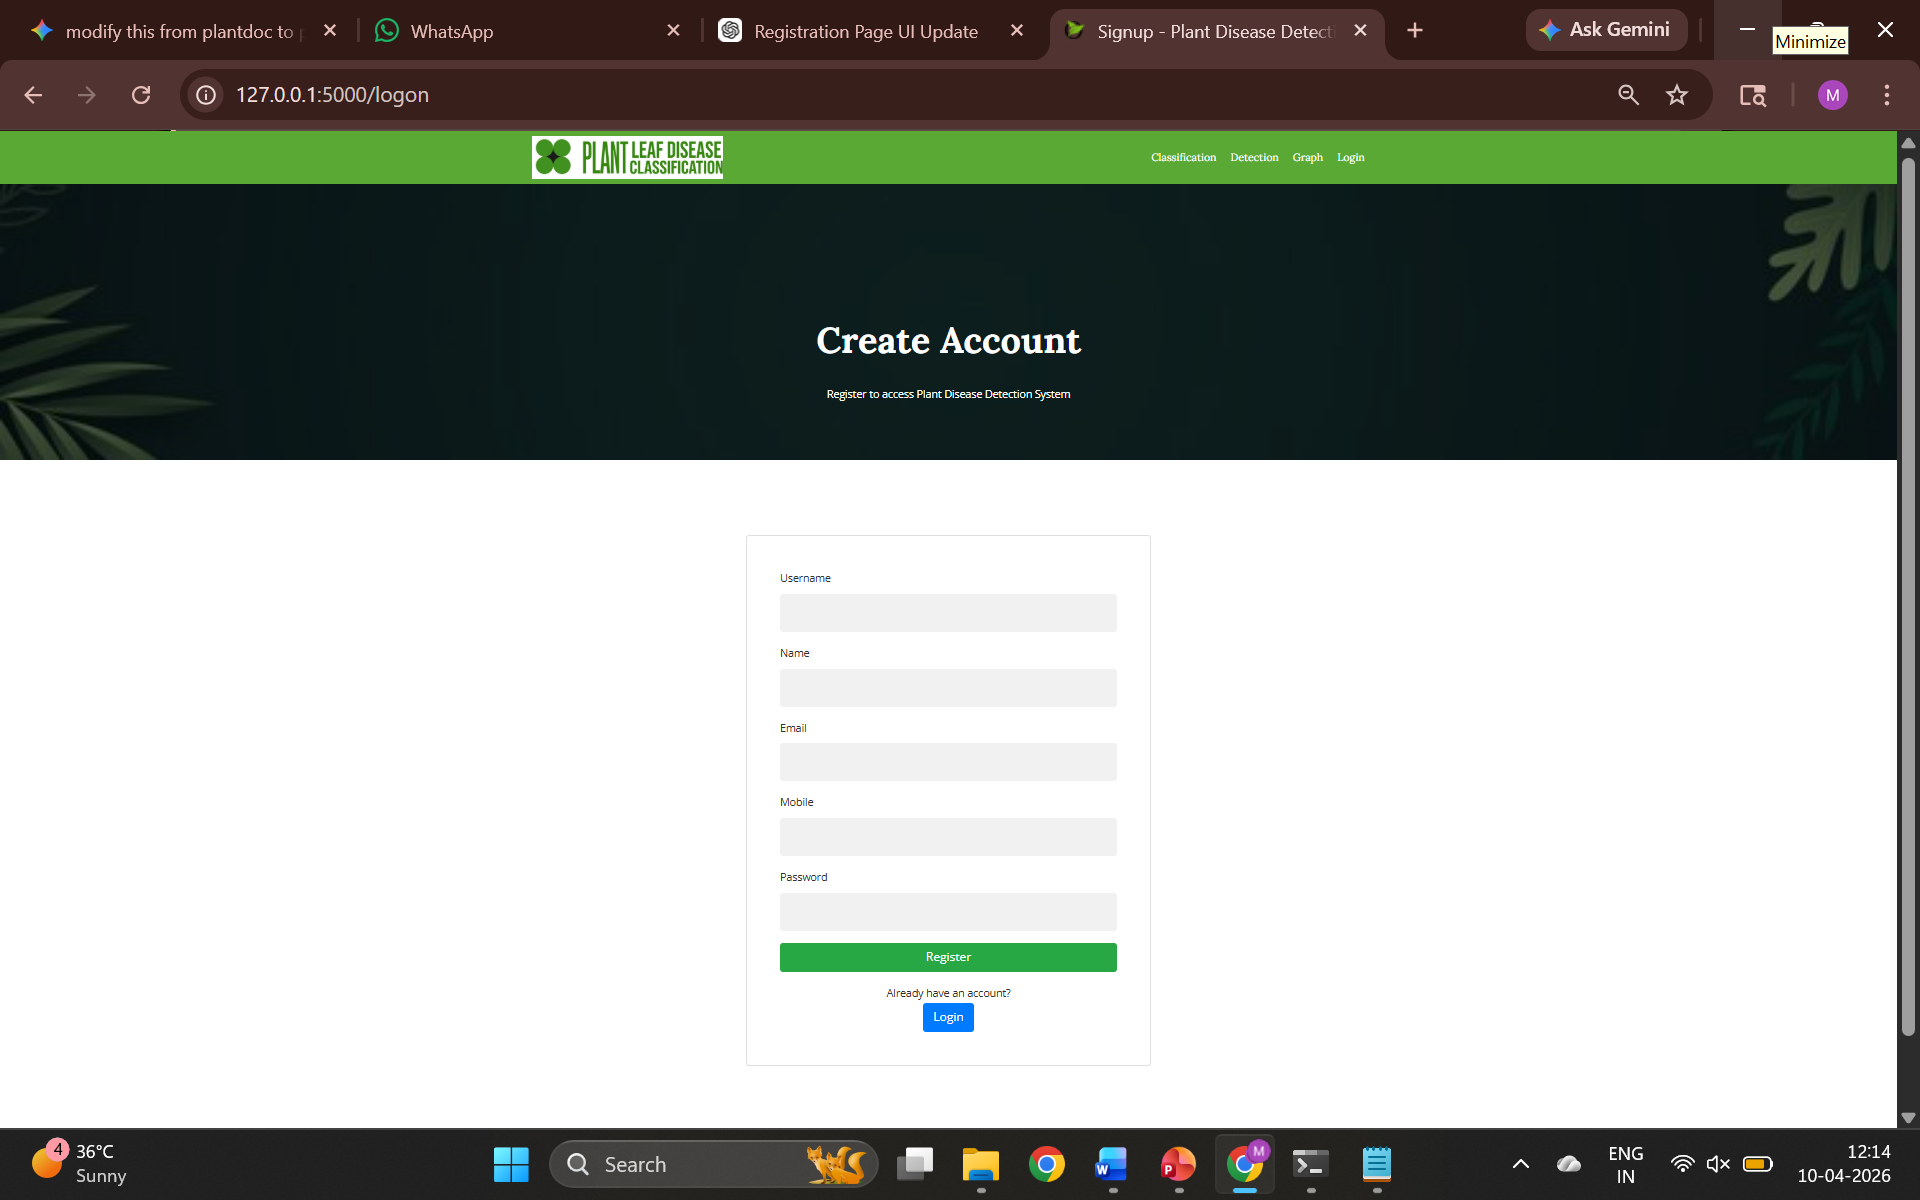 modify this from plantdoc to
WhatsApp
Registration Page UI Update
Signup - Plant Disease Detect
Ask Gemini
Minimize
127.0.0.1:5000/logon
M
PLANT LEAF DISEASE
CLASSIFICATION
Classification
Detection
Graph
Login
Create Account
Register to access Plant Disease Detection System
Username
Name
Email
Mobile
Password
Register
Already have an account?
Login
4
36°C
Sunny
Search
W
P
M
ENG
IN
12:14
10-04-2026